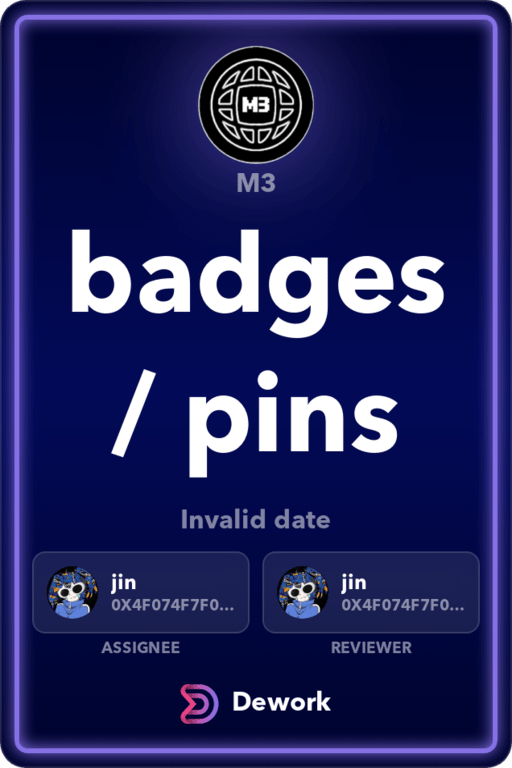 M3
M3
badges
/ pins
Invalid date
jin
0X4F074F7F0...
jin
0X4F074F7F0...
ASSIGNEE
REVIEWER
Dework